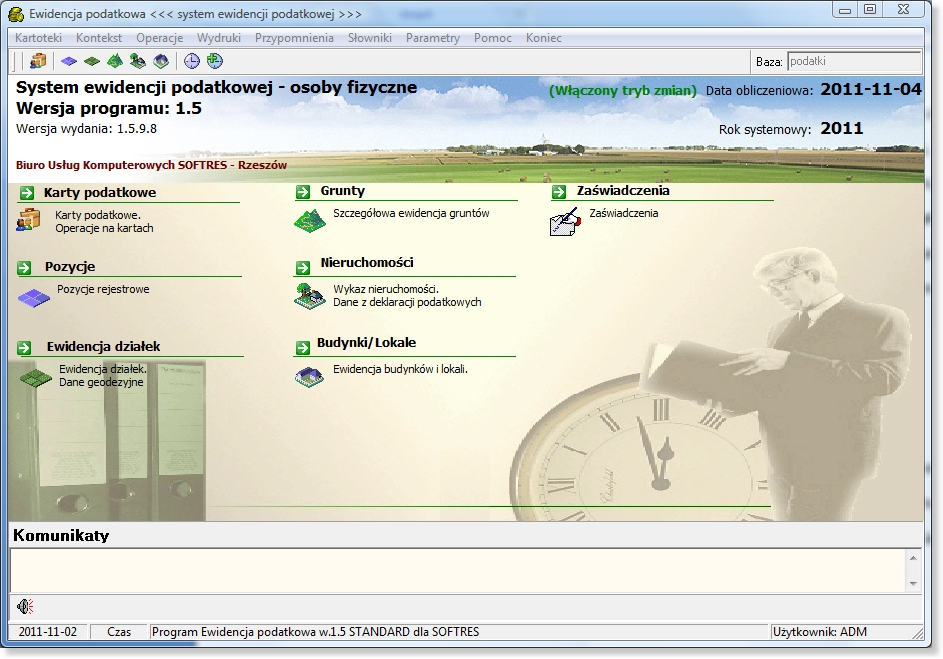 Ewidencja podatkowa <<< system ewidencji podatkowej >>>
Kartoteki Kontekst Operacje Wydruki Przypomnienia Słowniki Parametry Pomoc Koniec
Baza: podatki
System ewidencji podatkowej - osoby fizyczne
(Włączony tryb zmian) Data obliczeniowa: 2011-11-04
Wersja programu: 1.5
Wersja wydania: 1.5.9.8
Rok systemowy: 2011
Biuro Usług Komputerowych SOFTRES - Rzeszów
Karty podatkowe
Karty podatkowe.
Operacje na kartach
Grunty
Szczegółowa ewidencja gruntów
Zaświadczenia
Zaświadczenia
Pozycje
Pozycje rejestrowe
Nieruchomości
Wykaz nieruchomości.
Dane z deklaracji podatkowych
Ewidencja działek
Ewidencja działek.
Dane geodezyjne
Budynki/Lokale
Ewidencja budynków i lokali.
Komunikaty
2011-11-02 Czas Program Ewidencja podatkowa w.1.5 STANDARD dla SOFTRES Użytkownik: ADM